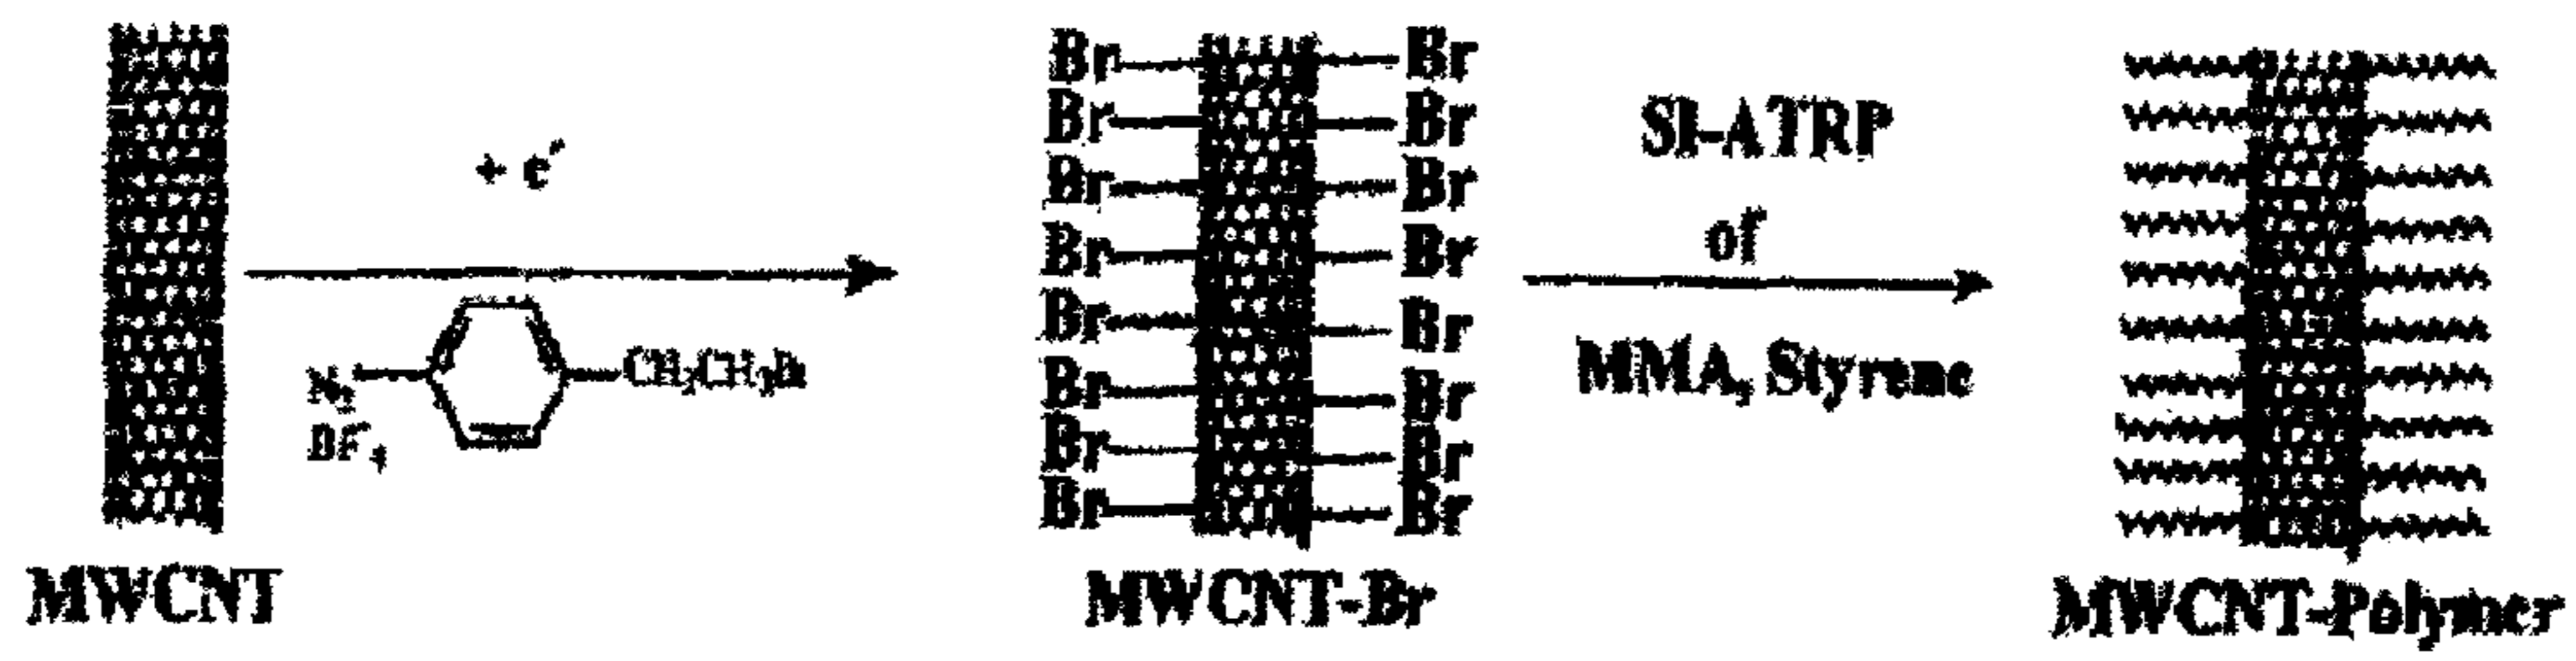 + e-
N2
BF4
CH2CH2Br
MWCNT
Br Br
Br Br
Br Br
Br Br
Br Br
Br Br
Br Br
Br Br
MWCNT-Br
SI-ATRP
of
MMA, Styrene
MWCNT-Polymer